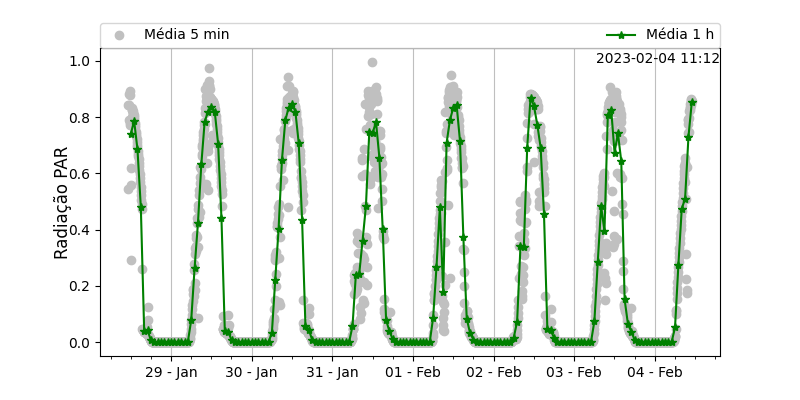 Média 5 min
Média 1 h
2023-02-04 11:12
Radiação PAR
1.0
0.8
0.6
0.4
0.2
0.0
29 - Jan
30 - Jan
31 - Jan
01 - Feb
02 - Feb
03 - Feb
04 - Feb